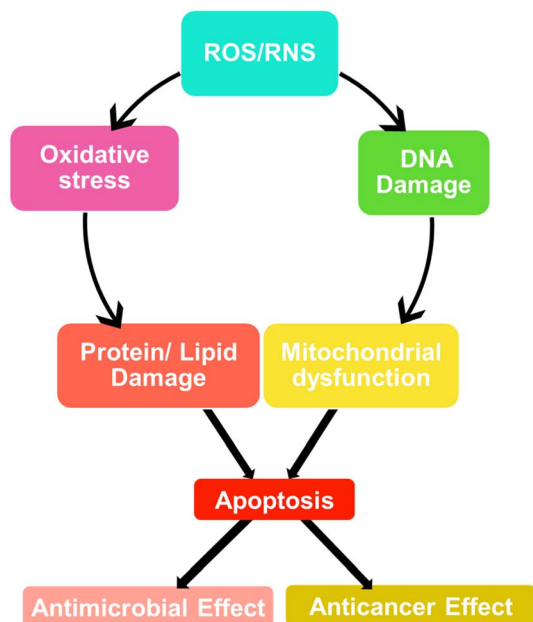 ROS/RNS
Oxidative
stress
DNA
Damage
Protein/ Lipid
Damage
Mitochondrial
dysfunction
Apoptosis
Antimicrobial Effect
Anticancer Effect